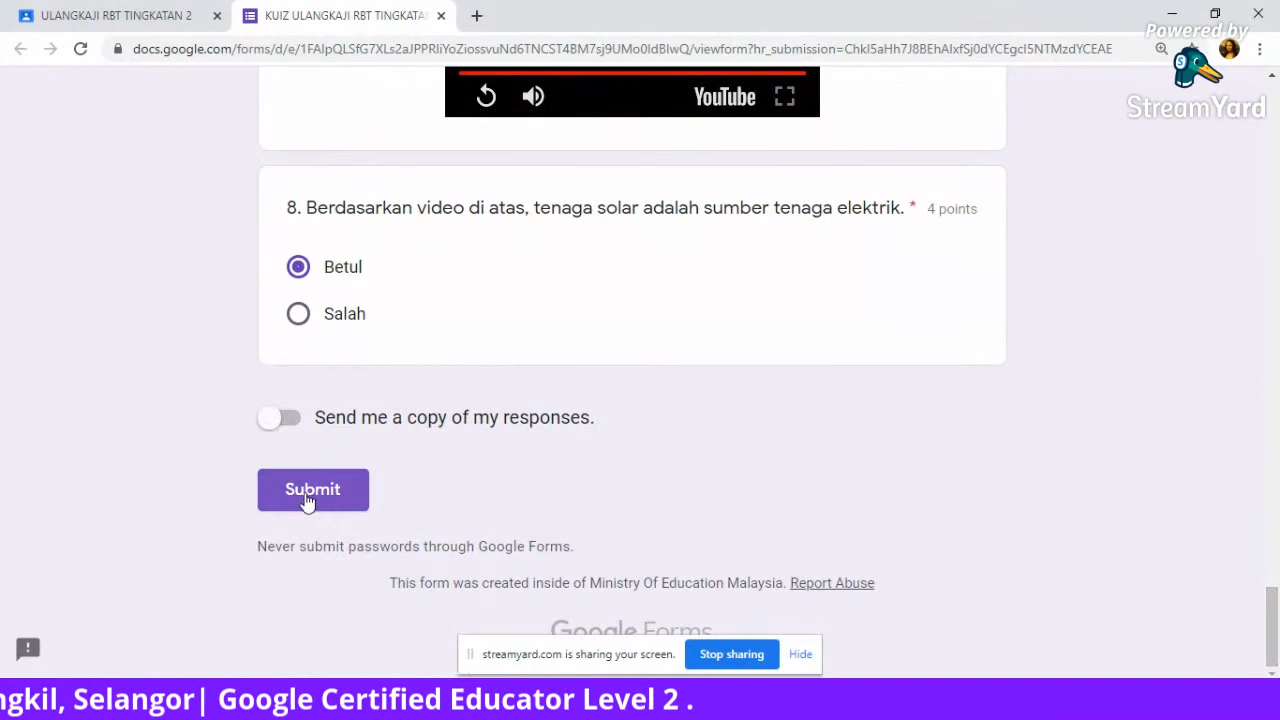 ULANGKAJI RBT TINGKATAN 2
KUIZ ULANGKAJI RBT TINGKATA
Powered by
docs.google.com/forms/d/e/1FAIpQLSfG7XLs2aJPPRIiYoZiossvuNd6TNCST4BM7sj9UMo0IdBlwQ/viewform?hr_submission=ChkI5aHh7J8BEhAIxfSj0dYCEgcI5NTMzdYCEAE
S
StreamYard
YouTube
8. Berdasarkan video di atas, tenaga solar adalah sumber tenaga elektrik. * 4 points
Betul
Salah
Send me a copy of my responses.
Submit
Never submit passwords through Google Forms.
This form was created inside of Ministry Of Education Malaysia. Report Abuse
Google Forms
streamyard.com is sharing your screen. Stop sharing Hide
ngkil, Selangor| Google Certified Educator Level 2 .